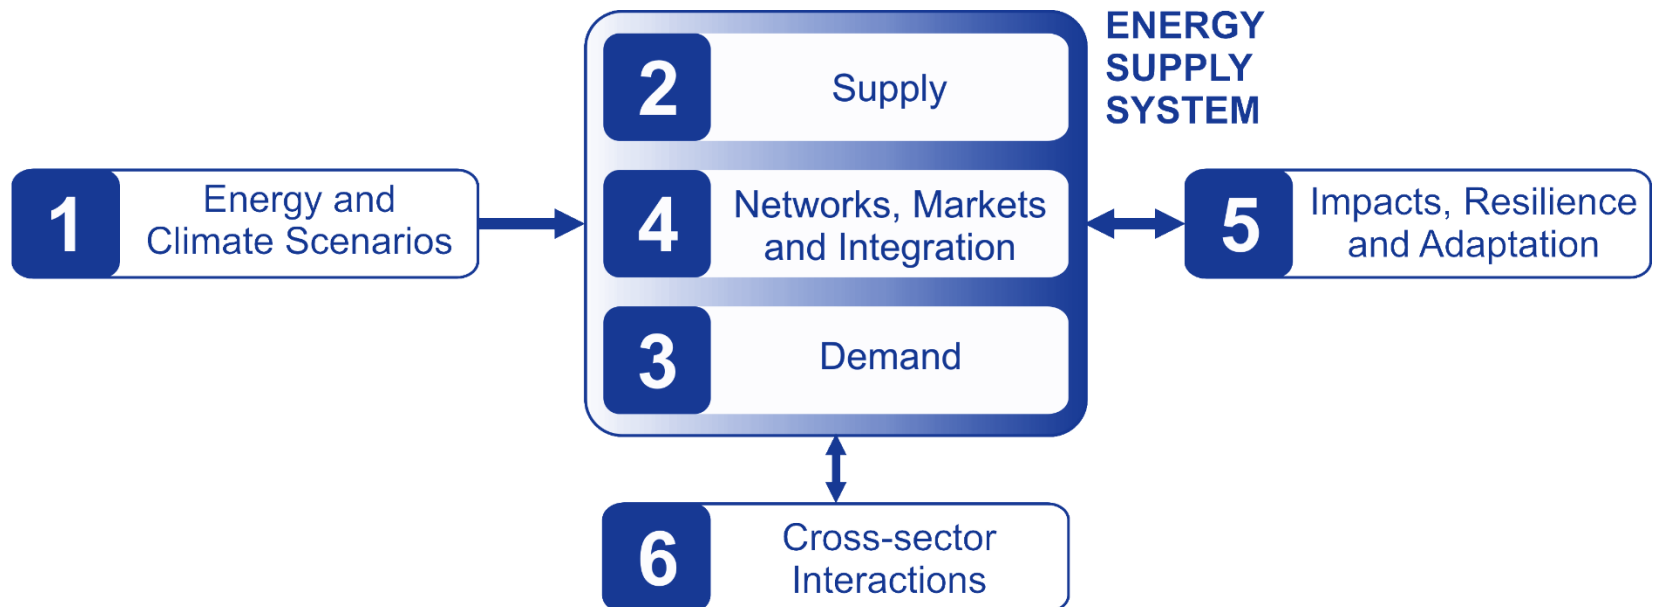 ENERGY
SUPPLY
SYSTEM
2
Supply
1
Energy and
Climate Scenarios
4
Networks, Markets
and Integration
5
Impacts, Resilience
and Adaptation
3
Demand
6
Cross-sector
Interactions